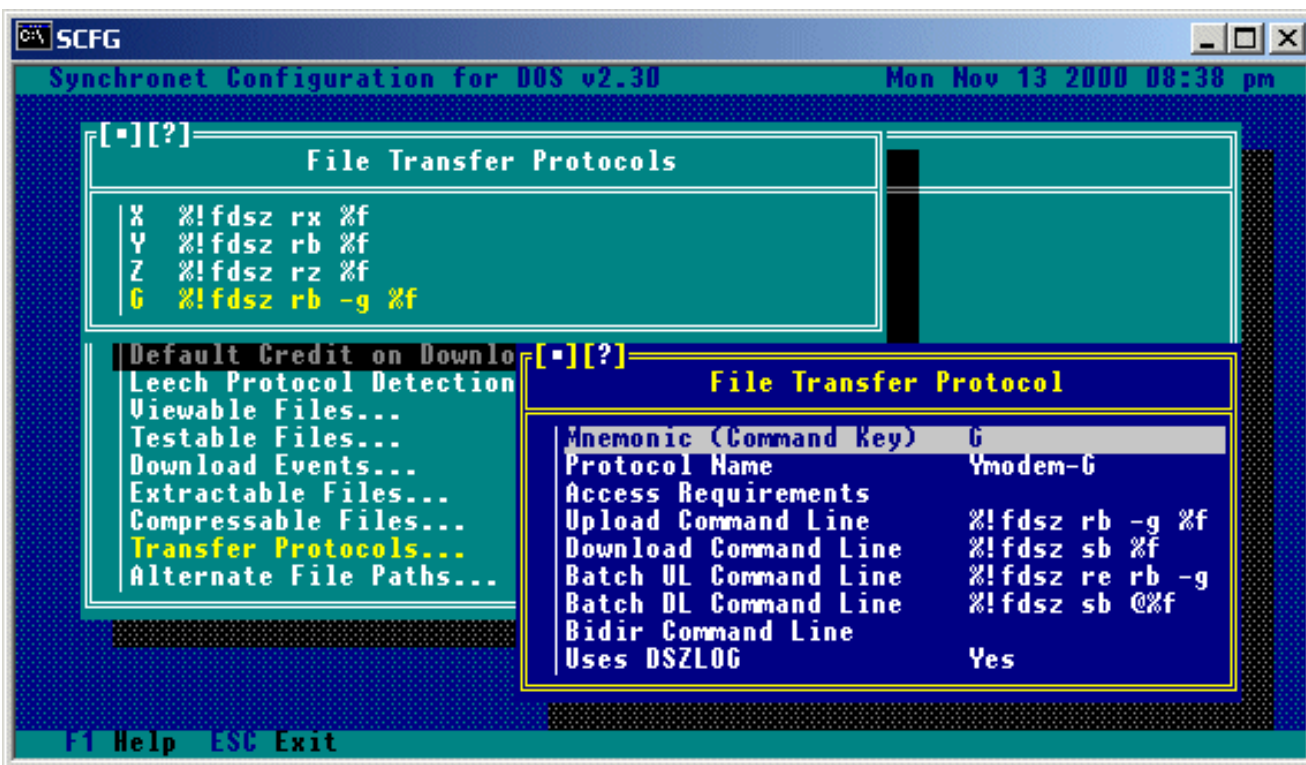 SCFG
Synchronet Configuration for DOS v2.30 Mon Nov 13 2000 08:38 pm
[▪][?]
File Transfer Protocols
X %!fdsz rx %f
Y %!fdsz rb %f
Z %!fdsz rz %f
G %!fdsz rb -g %f
Default Credit on Downlo
Leech Protocol Detection
Viewable Files...
Testable Files...
Download Events...
Extractable Files...
Compressable Files...
Transfer Protocols...
Alternate File Paths...
[▪][?]
File Transfer Protocol
Mnemonic (Command Key) G
Protocol Name Ymodem-G
Access Requirements
Upload Command Line %!fdsz rb -g %f
Download Command Line %!fdsz sb %f
Batch UL Command Line %!fdsz re rb -g
Batch DL Command Line %!fdsz sb @%f
Bidir Command Line
Uses DSZLOG Yes
F1 Help ESC Exit